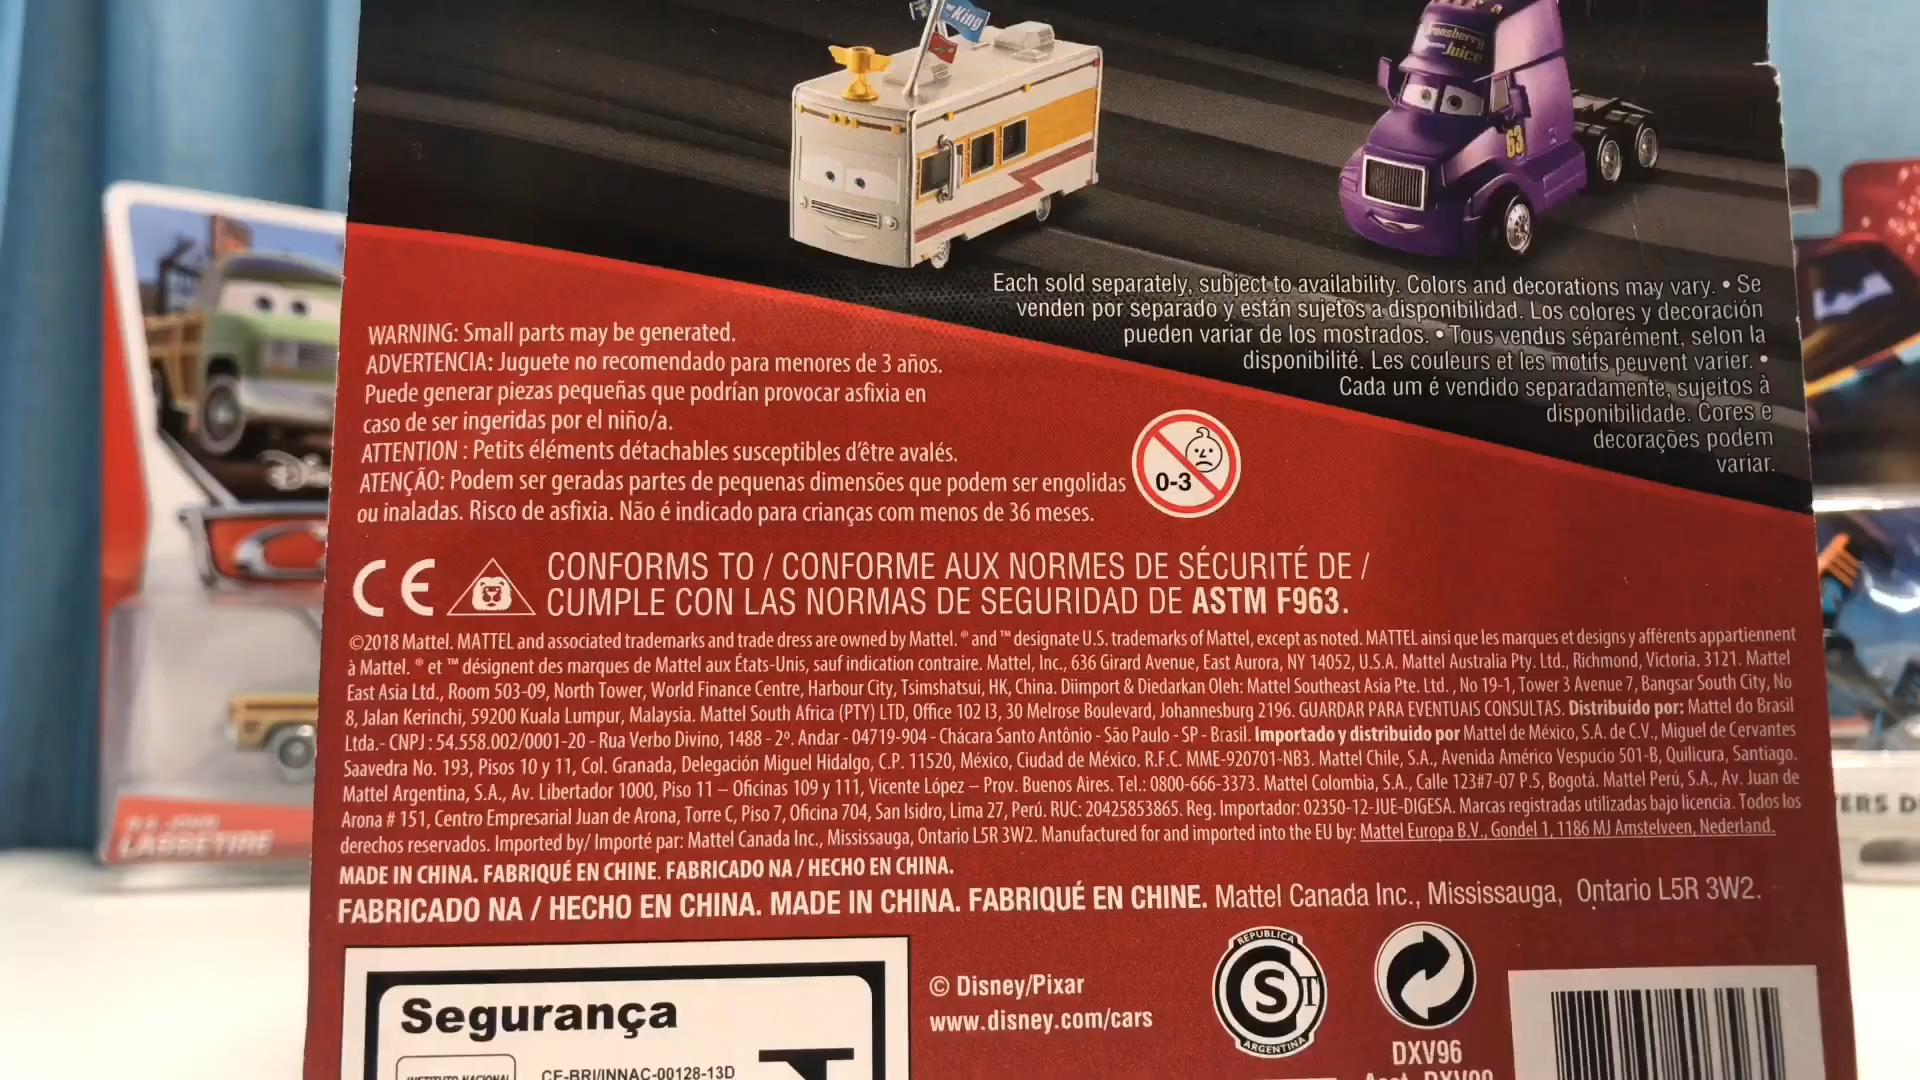 King
Juice
63
Each sold separately, subject to availability. Colors and decorations may vary. • Se
venden por separado y están sujetos a disponibilidad. Los colores y decoración
pueden variar de los mostrados. • Tous vendus séparément, selon la
disponibilité. Les couleurs et les motifs peuvent varier. •
Cada um é vendido separadamente, sujeitos à
disponibilidade. Cores e
decorações podem
variar.
WARNING: Small parts may be generated.
ADVERTENCIA: Juguete no recomendado para menores de 3 años.
Puede generar piezas pequeñas que podrían provocar asfixia en
caso de ser ingeridas por el niño/a.
ATTENTION : Petits éléments détachables susceptibles d'être avalés.
ATENÇÃO: Podem ser geradas partes de pequenas dimensões que podem ser engolidas
ou inaladas. Risco de asfixia. Não é indicado para crianças com menos de 36 meses.
0-3
CE
CONFORMS TO / CONFORME AUX NORMES DE SÉCURITÉ DE /
CUMPLE CON LAS NORMAS DE SEGURIDAD DE ASTM F963.
©2018 Mattel. MATTEL and associated trademarks and trade dress are owned by Mattel. ® and ™ designate U.S. trademarks of Mattel, except as noted. MATTEL ainsi que les marques et designs y afférents appartiennent
à Mattel. ® et ™ désignent des marques de Mattel aux États-Unis, sauf indication contraire. Mattel, Inc., 636 Girard Avenue, East Aurora, NY 14052, U.S.A. Mattel Australia Pty. Ltd., Richmond, Victoria. 3121. Mattel
East Asia Ltd., Room 503-09, North Tower, World Finance Centre, Harbour City, Tsimshatsui, HK, China. Diimport & Diedarkan Oleh: Mattel Southeast Asia Pte. Ltd. , No 19-1, Tower 3 Avenue 7, Bangsar South City, No
8, Jalan Kerinchi, 59200 Kuala Lumpur, Malaysia. Mattel South Africa (PTY) LTD, Office 102 I3, 30 Melrose Boulevard, Johannesburg 2196. GUARDAR PARA EVENTUAIS CONSULTAS. Distribuído por: Mattel do Brasil
Ltda.- CNPJ : 54.558.002/0001-20 - Rua Verbo Divino, 1488 - 2º. Andar - 04719-904 - Chácara Santo Antônio - São Paulo - SP - Brasil. Importado y distribuido por Mattel de México, S.A. de C.V., Miguel de Cervantes
Saavedra No. 193, Pisos 10 y 11, Col. Granada, Delegación Miguel Hidalgo, C.P. 11520, México, Ciudad de México. R.F.C. MME-920701-NB3. Mattel Chile, S.A., Avenida Américo Vespucio 501-B, Quilicura, Santiago.
Mattel Argentina, S.A., Av. Libertador 1000, Piso 11 – Oficinas 109 y 111, Vicente López – Prov. Buenos Aires. Tel.: 0800-666-3373. Mattel Colombia, S.A., Calle 123#7-07 P.5, Bogotá. Mattel Perú, S.A., Av. Juan de
Arona # 151, Centro Empresarial Juan de Arona, Torre C, Piso 7, Oficina 704, San Isidro, Lima 27, Perú. RUC: 20425853865. Reg. Importador: 02350-12-JUE-DIGESA. Marcas registradas utilizadas bajo licencia. Todos los
derechos reservados. Imported by/ Importé par: Mattel Canada Inc., Mississauga, Ontario L5R 3W2. Manufactured for and imported into the EU by: Mattel Europa B.V., Gondel 1, 1186 MJ Amstelveen, Nederland.
MADE IN CHINA. FABRIQUÉ EN CHINE. FABRICADO NA / HECHO EN CHINA.
FABRICADO NA / HECHO EN CHINA. MADE IN CHINA. FABRIQUÉ EN CHINE. Mattel Canada Inc., Mississauga, Ontario L5R 3W2.
Segurança
CE-BRI/INNAC-00128-13D
© Disney/Pixar
www.disney.com/cars
REPUBLICA
S
ARGENTINA
DXV96
LASSETIRE